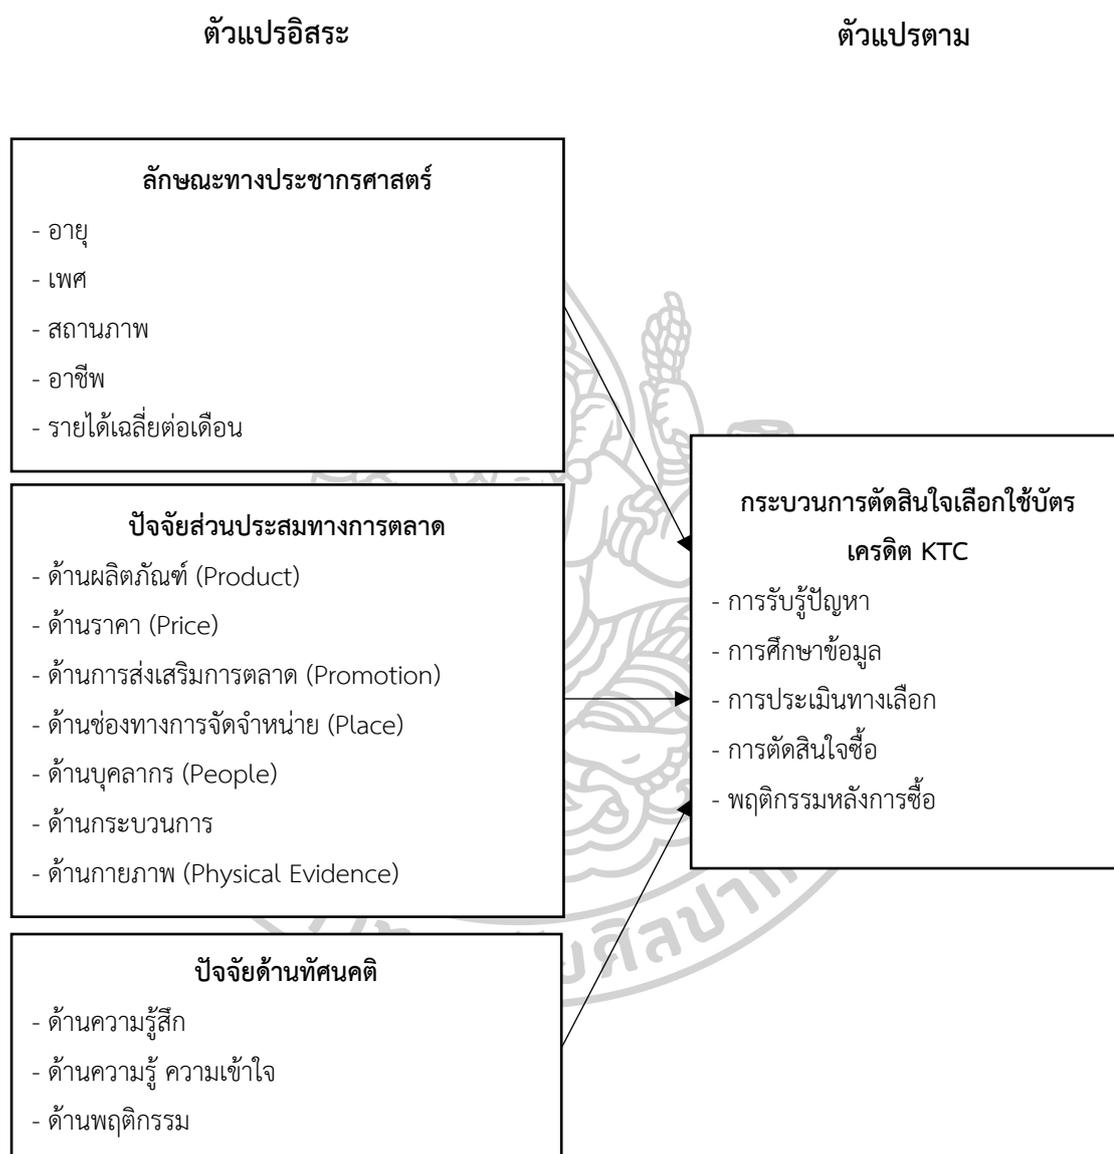 ตัวแปรอิสระ
ตัวแปรตาม
ลักษณะทางประชากรศาสตร์
- อายุ
- เพศ
- สถานภาพ
- อาชีพ
- รายได้เฉลี่ยต่อเดือน
ปัจจัยส่วนประสมทางการตลาด
- ด้านผลิตภัณฑ์ (Product)
- ด้านราคา (Price)
- ด้านการส่งเสริมการตลาด (Promotion)
- ด้านช่องทางการจัดจำหน่าย (Place)
- ด้านบุคลากร (People)
- ด้านกระบวนการ
- ด้านกายภาพ (Physical Evidence)
ปัจจัยด้านทัศนคติ
- ด้านความรู้สึก
- ด้านความรู้ ความเข้าใจ
- ด้านพฤติกรรม
กระบวนการตัดสินใจเลือกใช้บัตร
เครดิต KTC
- การรับรู้ปัญหา
- การศึกษาข้อมูล
- การประเมินทางเลือก
- การตัดสินใจซื้อ
- พฤติกรรมหลังการซื้อ